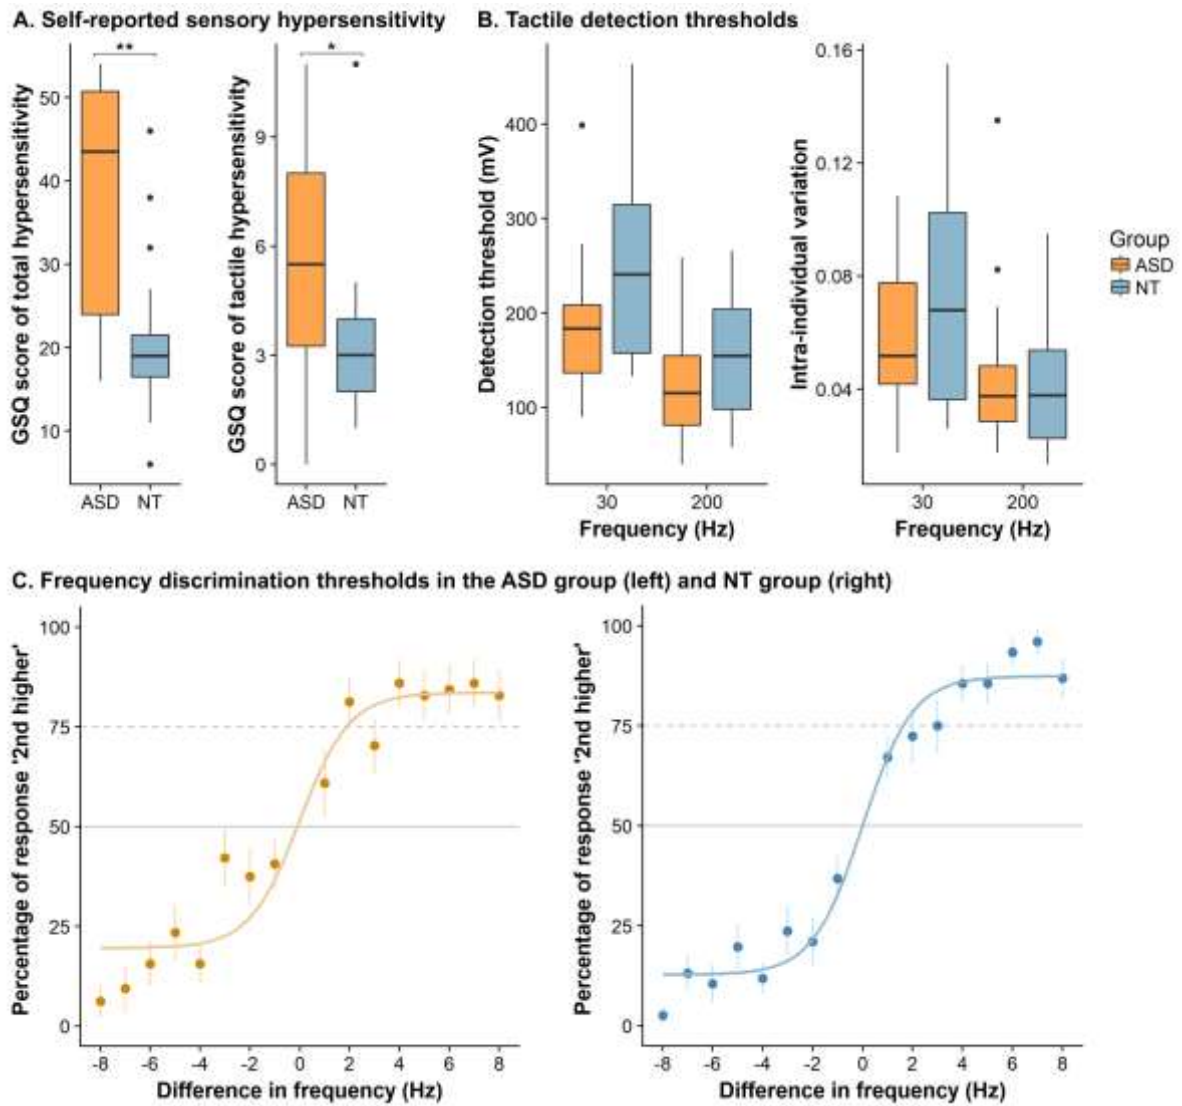 A. Self-reported sensory hypersensitivity
B. Tactile detection thresholds
GSQ score of total hypersensitivity
50
40
30
20
10
**
ASD NT
GSQ score of tactile hypersensitivity
9
6
3
0
*
ASD NT
Detection threshold (mV)
400
300
200
100
30 200
Frequency (Hz)
Intra-individual variation
0.16
0.12
0.08
0.04
30 200
Frequency (Hz)
Group
ASD
NT
C. Frequency discrimination thresholds in the ASD group (left) and NT group (right)
Percentage of response '2nd higher'
100
75
50
25
0
-8 -6 -4 -2 0 2 4 6 8
Difference in frequency (Hz)
Percentage of response '2nd higher'
100
75
50
25
0
-8 -6 -4 -2 0 2 4 6 8
Difference in frequency (Hz)